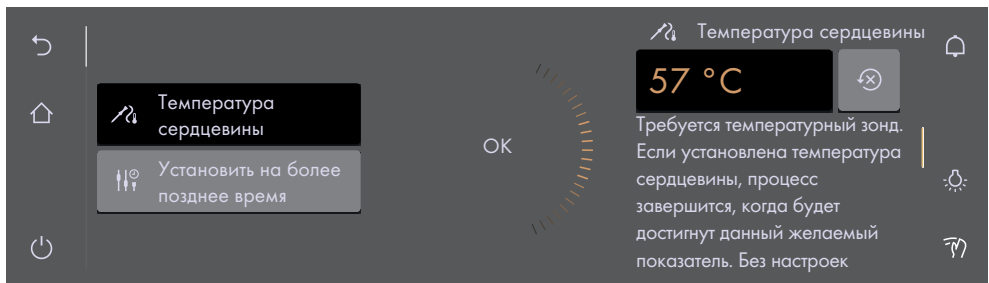 Температура
сердцевины
Установить на более
позднее время
OK
Температура сердцевины
57 °C
Требуется температурный зонд.
Если установлена температура
сердцевины, процесс
завершится, когда будет
достигнут данный желаемый
показатель. Без настроек